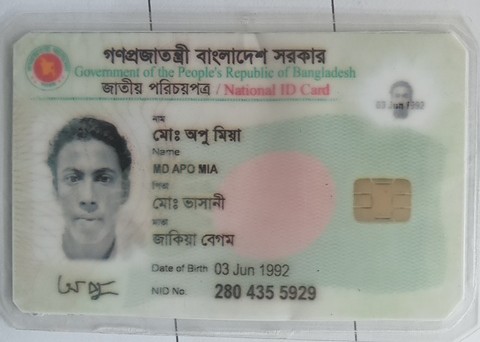 গণপ্রজাতন্ত্রী বাংলাদেশ সরকার
Government of the People's Republic of Bangladesh
জাতীয় পরিচয়পত্র / National ID Card
03 Jun 1992
নাম
মোঃ অপু মিয়া
Name
MD APO MIA
পিতা
মোঃ ভাসানী
মাতা
জাকিয়া বেগম
Date of Birth 03 Jun 1992
অপু
NID No. 280 435 5929